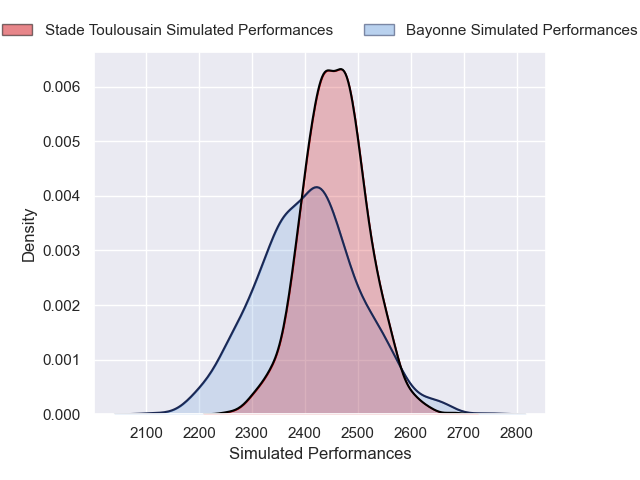 Stade Toulousain Simulated Performances Bayonne Simulated Performances
0.006
0.005
0.004
0.003
0.002
0.001
0.000
Density
2100 2200 2300 2400 2500 2600 2700 2800
Simulated Performances